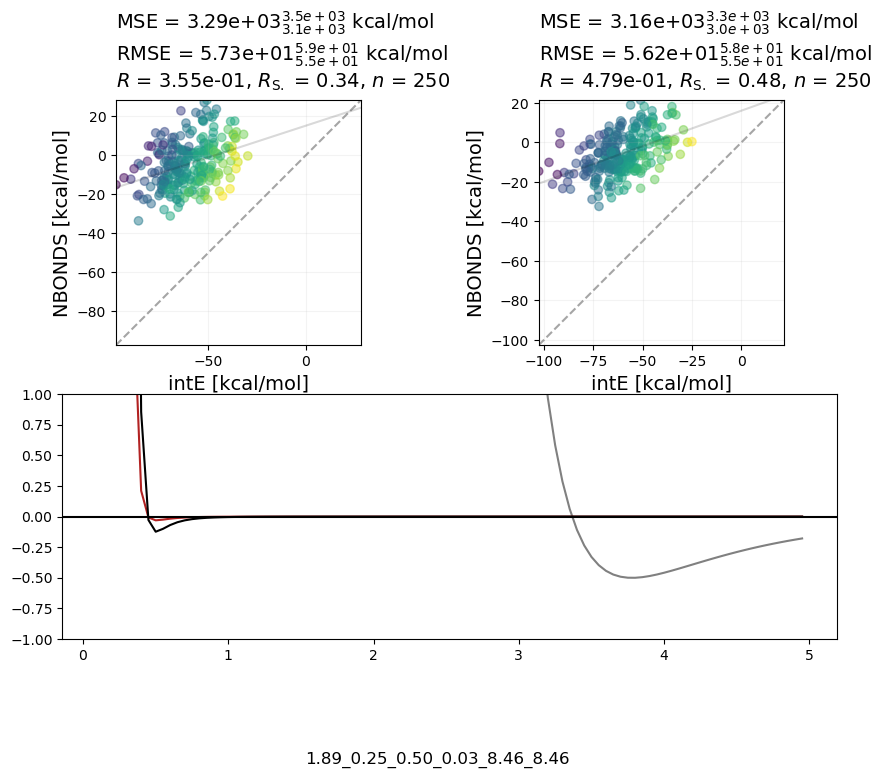 MSE = 3.29e+03 3.5e+03 3.1e+03 kcal/mol
RMSE = 5.73e+01 5.9e+01 5.5e+01 kcal/mol
R = 3.55e-01, R_S. = 0.34, n = 250
20
0
−20
−40
−60
−80
NBONDS [kcal/mol]
−50 0
intE [kcal/mol]
MSE = 3.16e+03 3.3e+03 3.0e+03 kcal/mol
RMSE = 5.62e+01 5.8e+01 5.5e+01 kcal/mol
R = 4.79e-01, R_S. = 0.48, n = 250
20
0
−20
−40
−60
−80
−100
NBONDS [kcal/mol]
−100 −75 −50 −25 0
intE [kcal/mol]
1.00
0.75
0.50
0.25
0.00
−0.25
−0.50
−0.75
−1.00
0 1 2 3 4 5
1.89_0.25_0.50_0.03_8.46_8.46